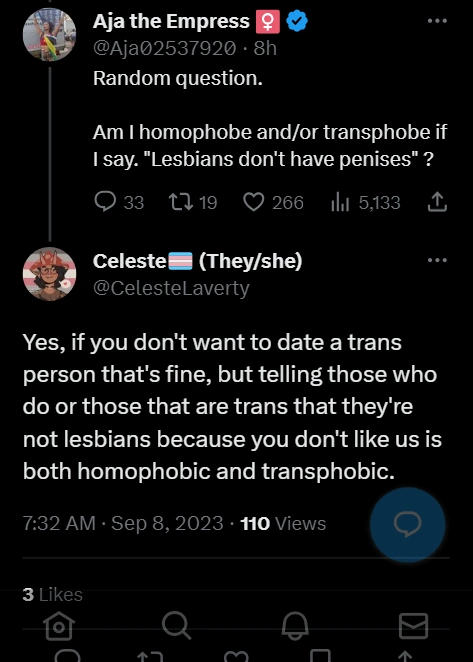 Aja the Empress
@Aja02537920 · 8h
Random question.
Am I homophobe and/or transphobe if
I say. "Lesbians don't have penises" ?
33 19 266 5,133
Celeste (They/she)
@CelesteLaverty
Yes, if you don't want to date a trans
person that's fine, but telling those who
do or those that are trans that they're
not lesbians because you don't like us is
both homophobic and transphobic.
7:32 AM · Sep 8, 2023 · 110 Views
3 Likes